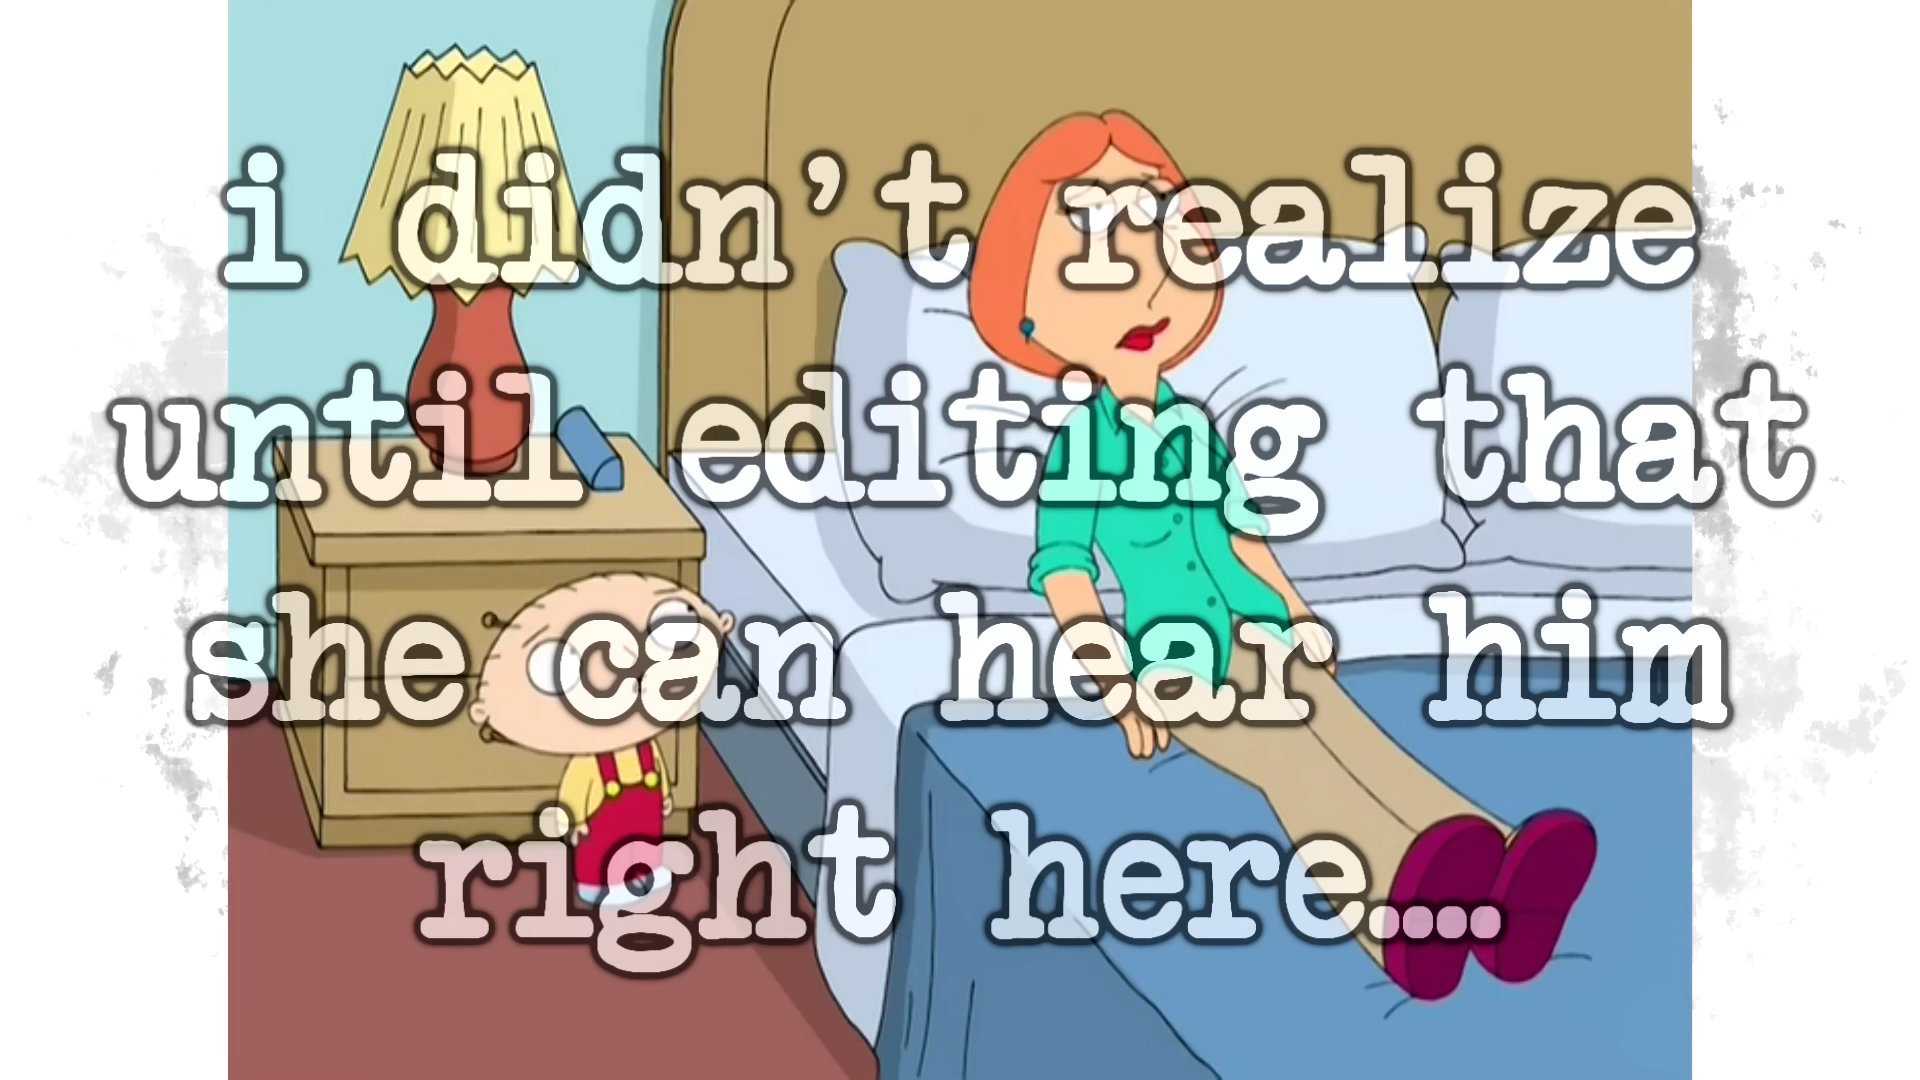 i didn't realize
until editing that
she can hear him
right here….